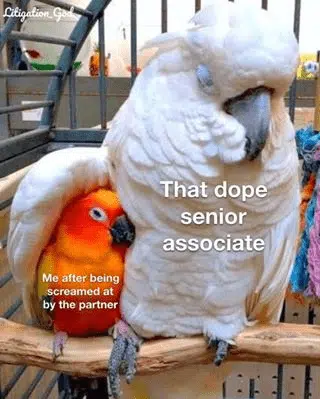 Litigation_God
That dope
senior
associate
Me after being
screamed at
by the partner